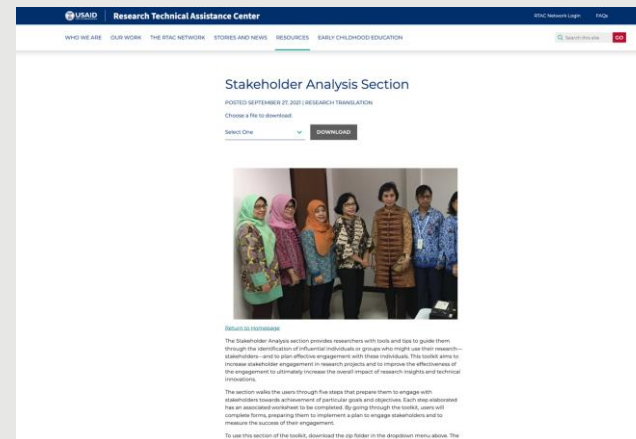 USAID
Research Technical Assistance Center
RTAC Network Login
FAQs
WHO WE ARE
OUR WORK
THE RTAC NETWORK
STORIES AND NEWS
RESOURCES
EARLY CHILDHOOD EDUCATION
Search this site
GO
Stakeholder Analysis Section
POSTED SEPTEMBER 27, 2021 | RESEARCH TRANSLATION
Choose a file to download:
Select One
DOWNLOAD
Return to Homepage
The Stakeholder Analysis section provides researchers with tools and tips to guide them
through the identification of influential individuals or groups who might use their research—
stakeholders—and to plan effective engagement with these individuals. This toolkit aims to
increase stakeholder engagement in research projects and to improve the effectiveness of
the engagement to ultimately increase the overall impact of research insights and technical
innovations.
The section walks the users through five steps that prepare them to engage with
stakeholders towards achievement of particular goals and objectives. Each step elaborated
has an associated worksheet to be completed. By going through the toolkit, users will
complete forms, preparing them to implement a plan to engage stakeholders and to
measure the success of their engagement.
To use this section of the toolkit, download the zip folder in the dropdown menu above. The